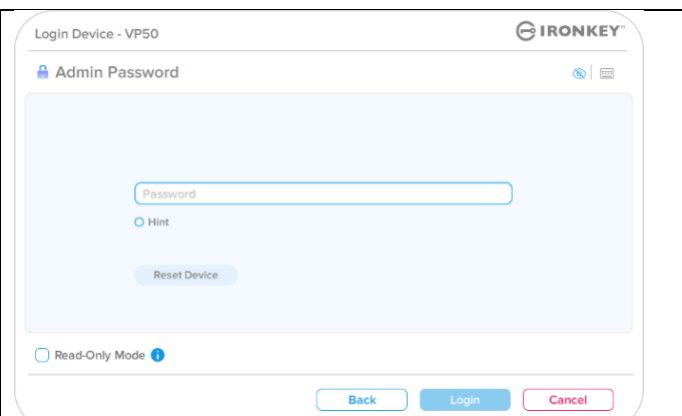 Login Device - VP50
IRONKEY™
Admin Password
Password
Hint
Reset Device
Read-Only Mode
Back
Login
Cancel